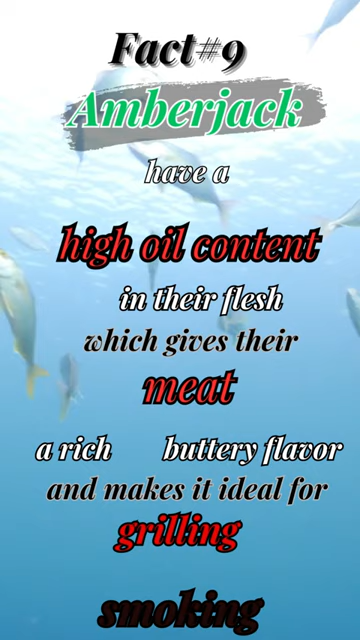 Fact#9
Amberjack
have a
high oil content
in their flesh
which gives their
meat
a rich buttery flavor
and makes it ideal for
grilling
smoking